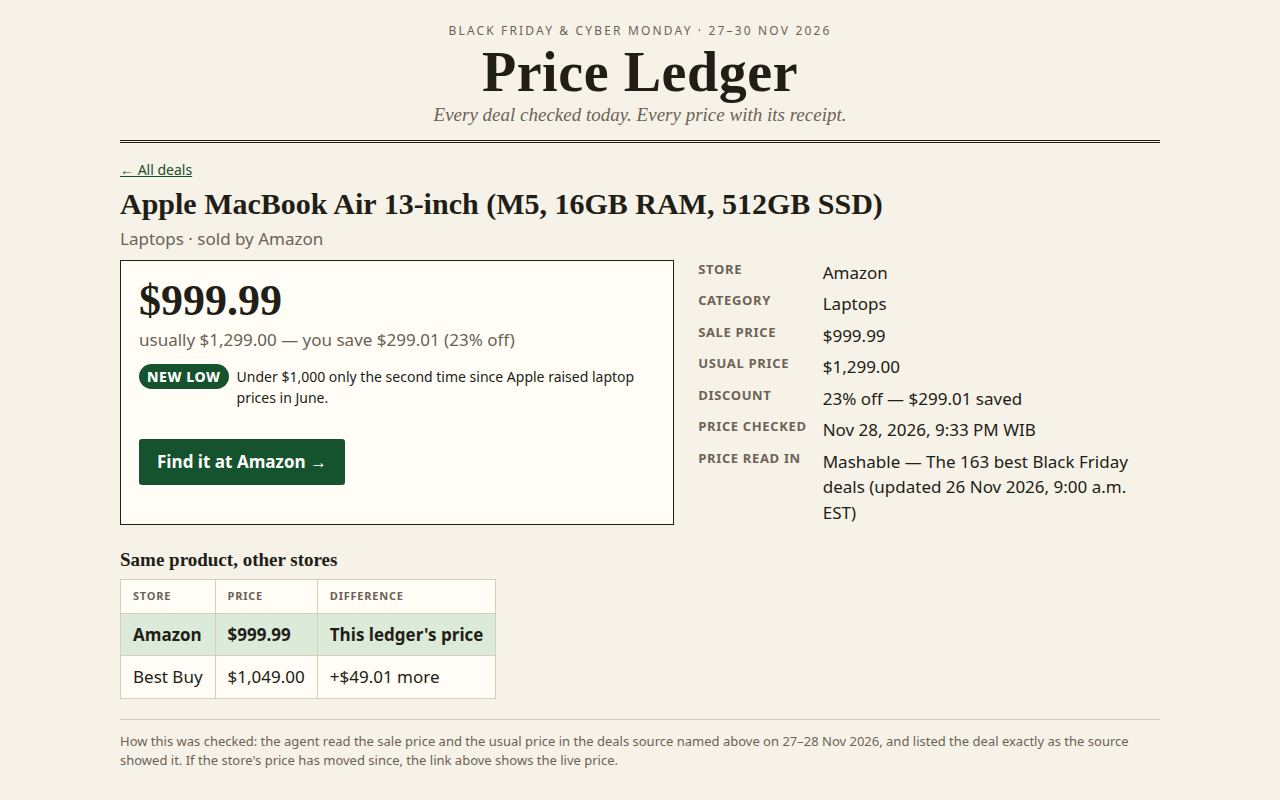 BLACK FRIDAY & CYBER MONDAY · 27–30 NOV 2026
Price Ledger
Every deal checked today. Every price with its receipt.
← All deals
Apple MacBook Air 13-inch (M5, 16GB RAM, 512GB SSD)
Laptops · sold by Amazon
$999.99
usually $1,299.00 — you save $299.01 (23% off)
NEW LOW Under $1,000 only the second time since Apple raised laptop
prices in June.
Find it at Amazon →
STORE Amazon
CATEGORY Laptops
SALE PRICE $999.99
USUAL PRICE $1,299.00
DISCOUNT 23% off — $299.01 saved
PRICE CHECKED Nov 28, 2026, 9:33 PM WIB
PRICE READ IN Mashable — The 163 best Black Friday
deals (updated 26 Nov 2026, 9:00 a.m.
EST)
Same product, other stores
STORE PRICE DIFFERENCE
Amazon $999.99 This ledger's price
Best Buy $1,049.00 +$49.01 more
How this was checked: the agent read the sale price and the usual price in the deals source named above on 27–28 Nov 2026, and listed the deal exactly as the source
showed it. If the store's price has moved since, the link above shows the live price.